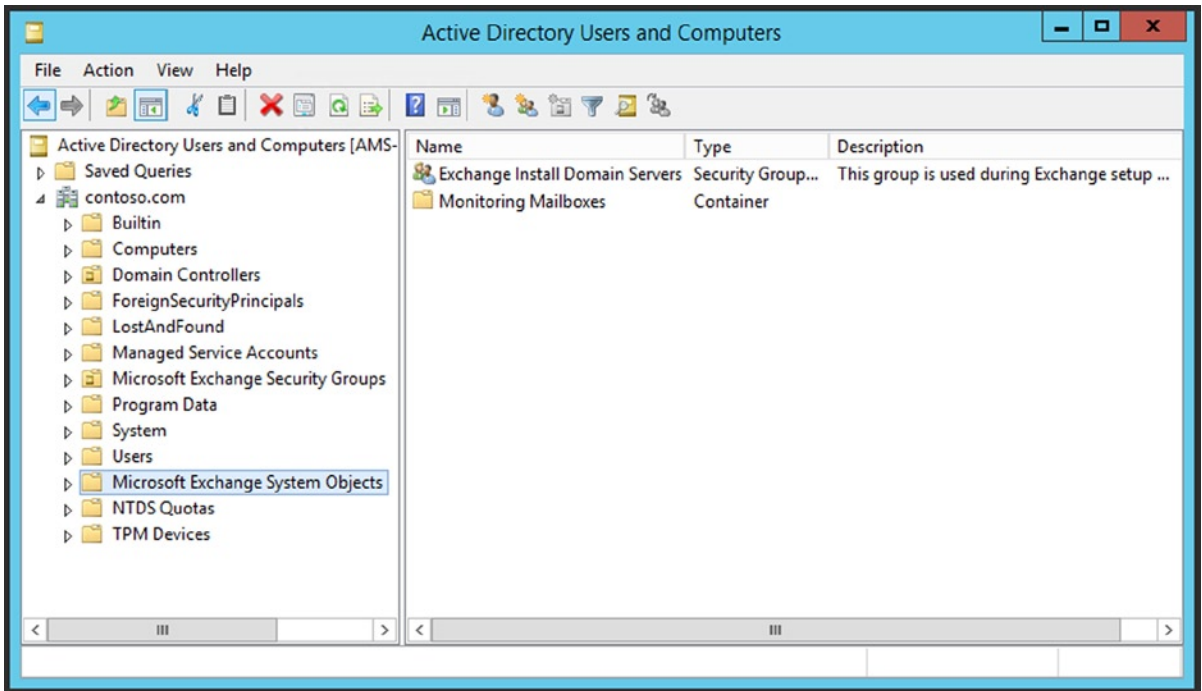 Active Directory Users and Computers
File Action View Help
Active Directory Users and Computers [AMS-
Saved Queries
contoso.com
Builtin
Computers
Domain Controllers
ForeignSecurityPrincipals
LostAndFound
Managed Service Accounts
Microsoft Exchange Security Groups
Program Data
System
Users
Microsoft Exchange System Objects
NTDS Quotas
TPM Devices
Name Type Description
Exchange Install Domain Servers Security Group... This group is used during Exchange setup ...
Monitoring Mailboxes Container